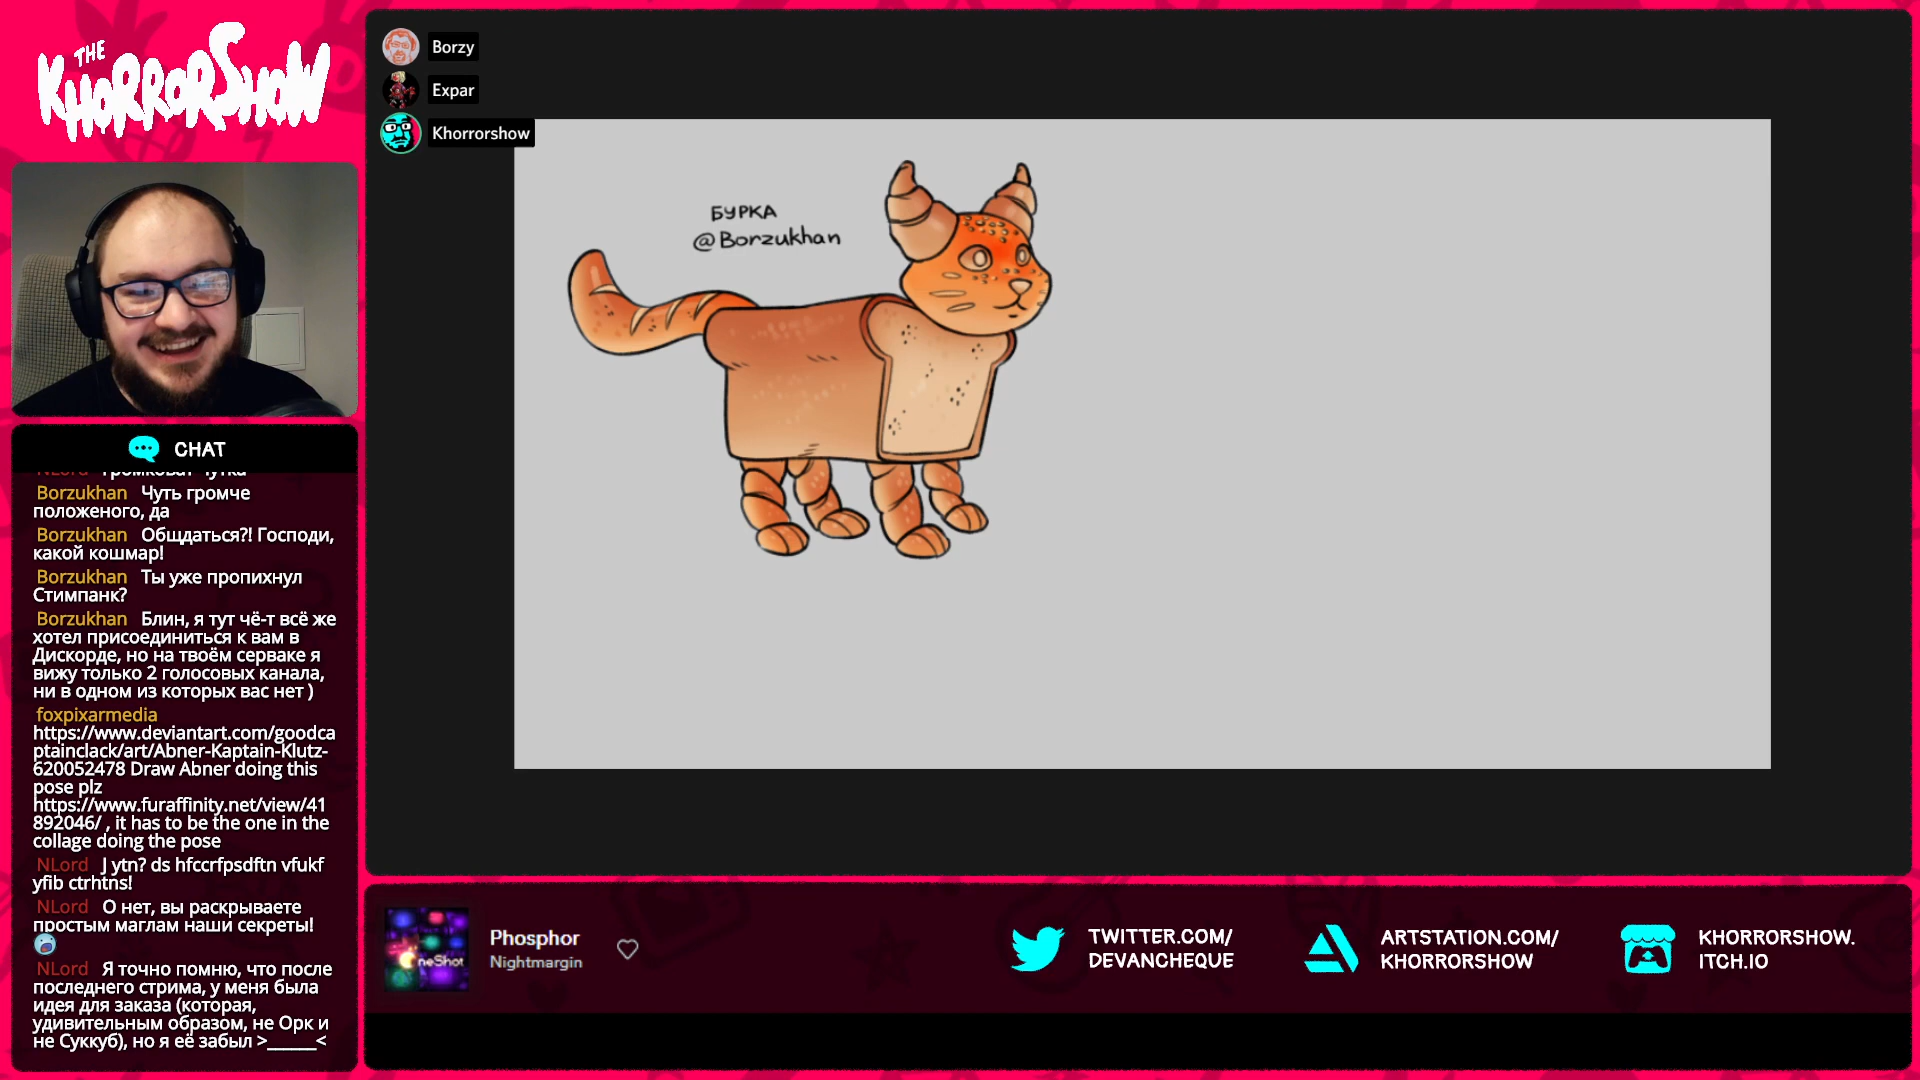 THE
KHORRORSHOW
Borzy
Expar
Khorrorshow
БУРКА
@Borzukhan
CHAT
Borzukhan Чуть громче
положеного, да
Borzukhan Общдаться?! Господи,
какой кошмар!
Borzukhan Ты уже пропихнул
Стимпанк?
Borzukhan Блин, я тут чё-т всё же
хотел присоединиться к вам в
Дискорде, но на твоём серваке я
вижу только 2 голосовых канала,
ни в одном из которых вас нет )
foxpixarmedia
https://www.deviantart.com/goodca
ptainclack/art/Abner-Kaptain-Klutz-
620052478 Draw Abner doing this
pose plz
https://www.furaffinity.net/view/41
892046/ , it has to be the one in the
collage doing the pose
NLord J ytn? ds hfccrfpsdftn vfukf
yfib ctrhtns!
NLord О нет, вы раскрываете
простым маглам наши секреты!
NLord Я точно помню, что после
последнего стрима, у меня была
идея для заказа (которая,
удивительным образом, не Орк и
не Суккуб), но я её забыл >_____<
neShot
Phosphor
Nightmargin
TWITTER.COM/
DEVANCHEQUE
ARTSTATION.COM/
KHORRORSHOW
KHORRORSHOW.
ITCH.IO